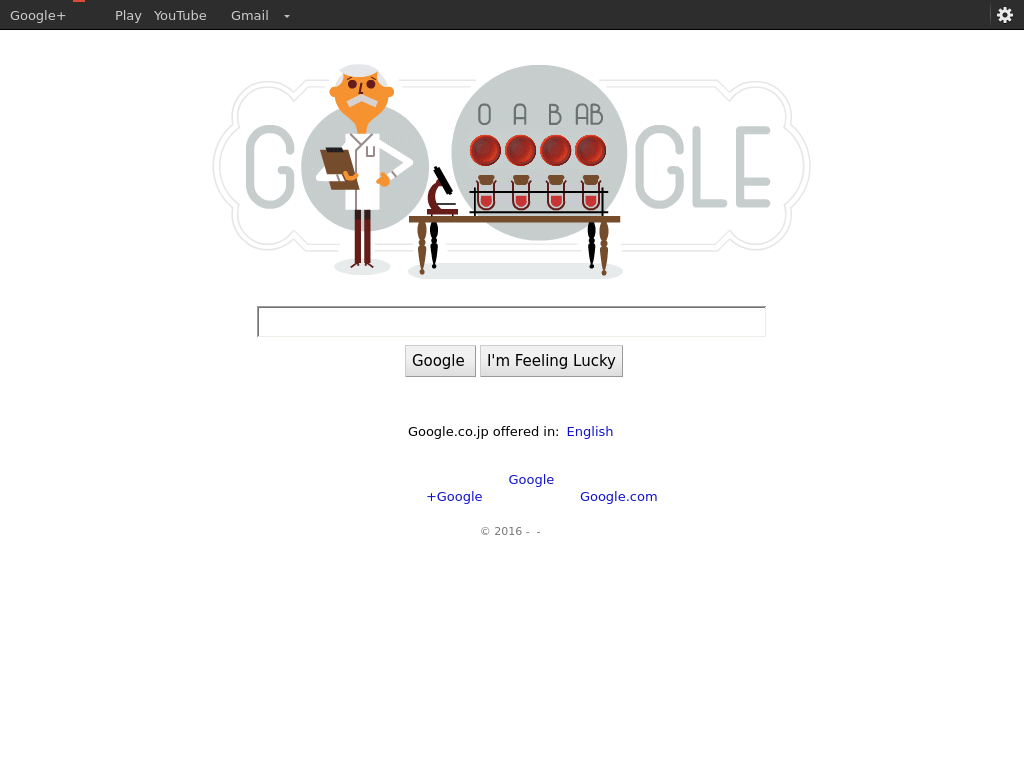 Google+ Play YouTube Gmail
O A B AB
G GLE
Google I'm Feeling Lucky
Google.co.jp offered in: English
Google
+Google Google.com
© 2016 - -